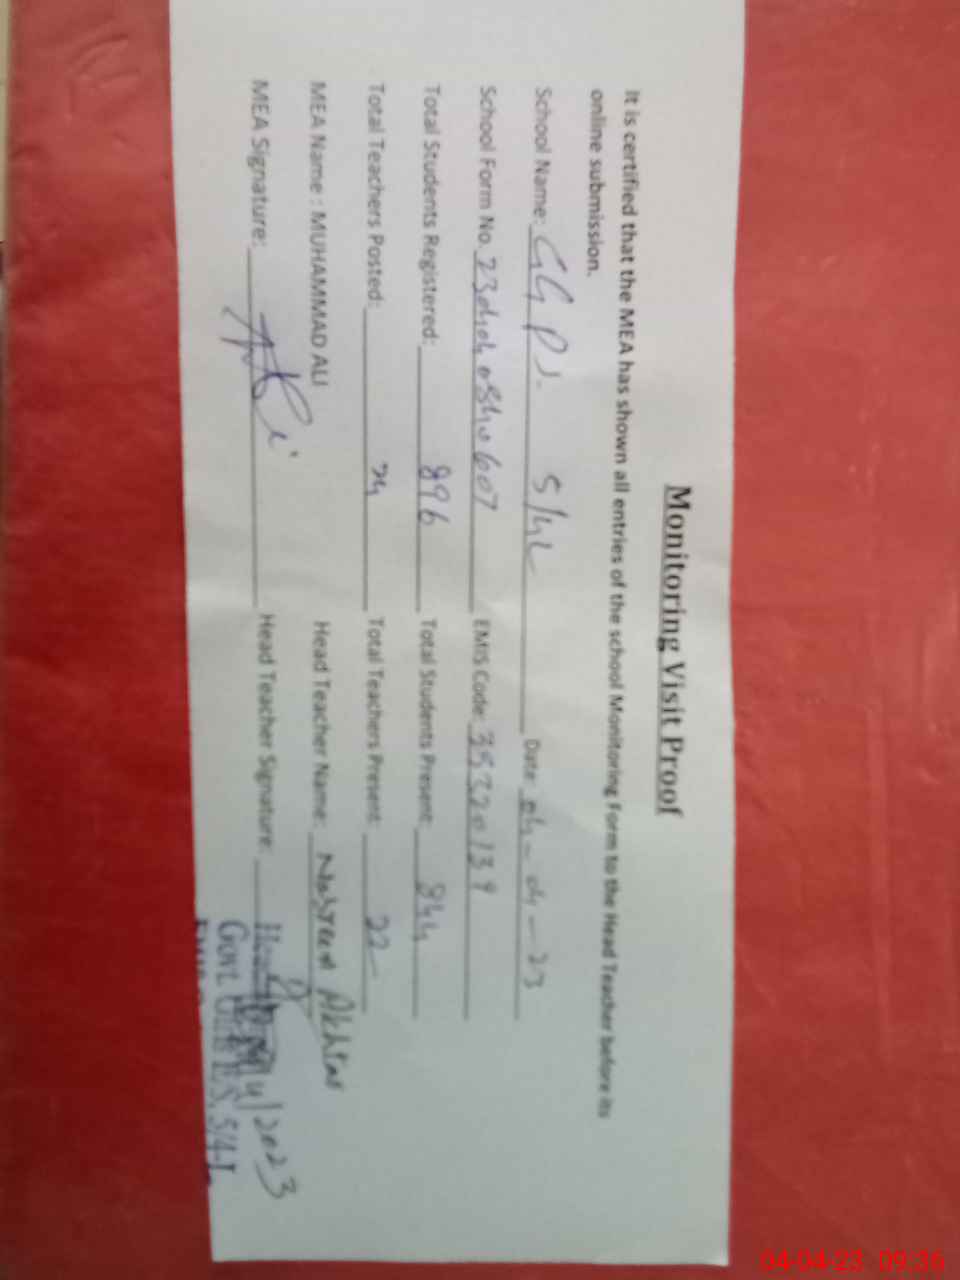 Monitoring Visit Proof
It is certified that the MEA has shown all entries of the school Monitoring Form to the Head Teacher before its
online submission.
School Name: GGPS. 5/4L Date: 04-04-23
School Form No. EMIS Code: 35320139
Total Students Registered: 896 Total Students Present: 844
Total Teachers Posted: 24 Total Teachers Present: 22
MEA Name : MUHAMMAD ALI Head Teacher Name: Nasreen Akhtar
MEA Signature: Head Teacher Signature:
Govt. 5/4-L
04-04-23 09:36